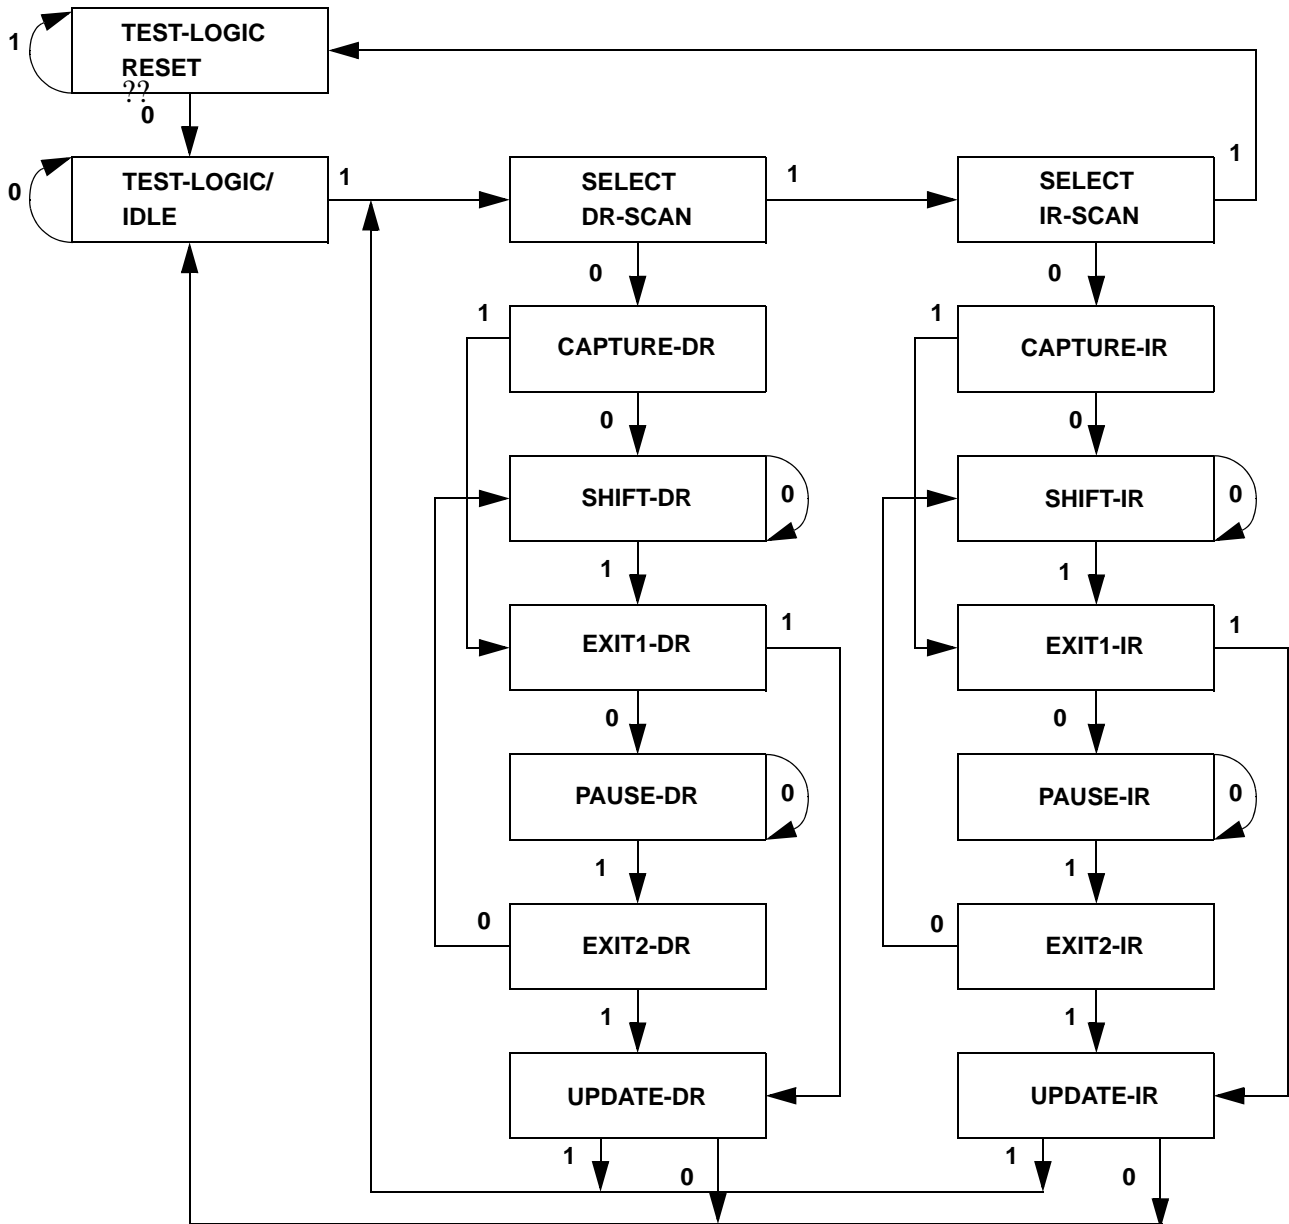 TEST-LOGIC
RESET
??
1
0
TEST-LOGIC/
IDLE
0
1
SELECT
DR-SCAN
1
SELECT
IR-SCAN
1
0
0
1
CAPTURE-DR
1
CAPTURE-IR
0
0
SHIFT-DR
0
SHIFT-IR
0
1
1
EXIT1-DR
1
EXIT1-IR
1
0
0
PAUSE-DR
0
PAUSE-IR
0
1
1
0
EXIT2-DR
0
EXIT2-IR
1
1
UPDATE-DR
UPDATE-IR
1
0
1
0